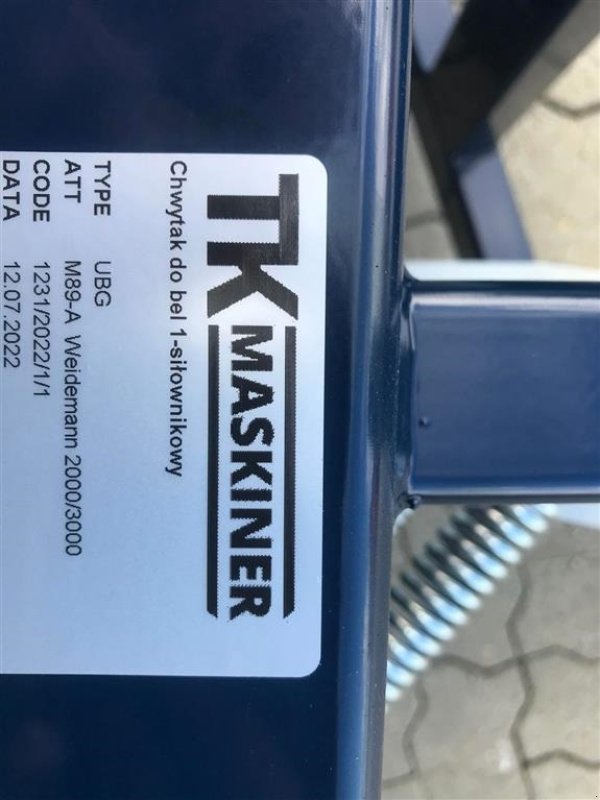 TK MASKINER
Chwytak do bel 1-siłownikowy
TYPE UBG
ATT M89-A Weidemann 2000/3000
CODE 1231/2022/1/1
DATA 12.07.2022